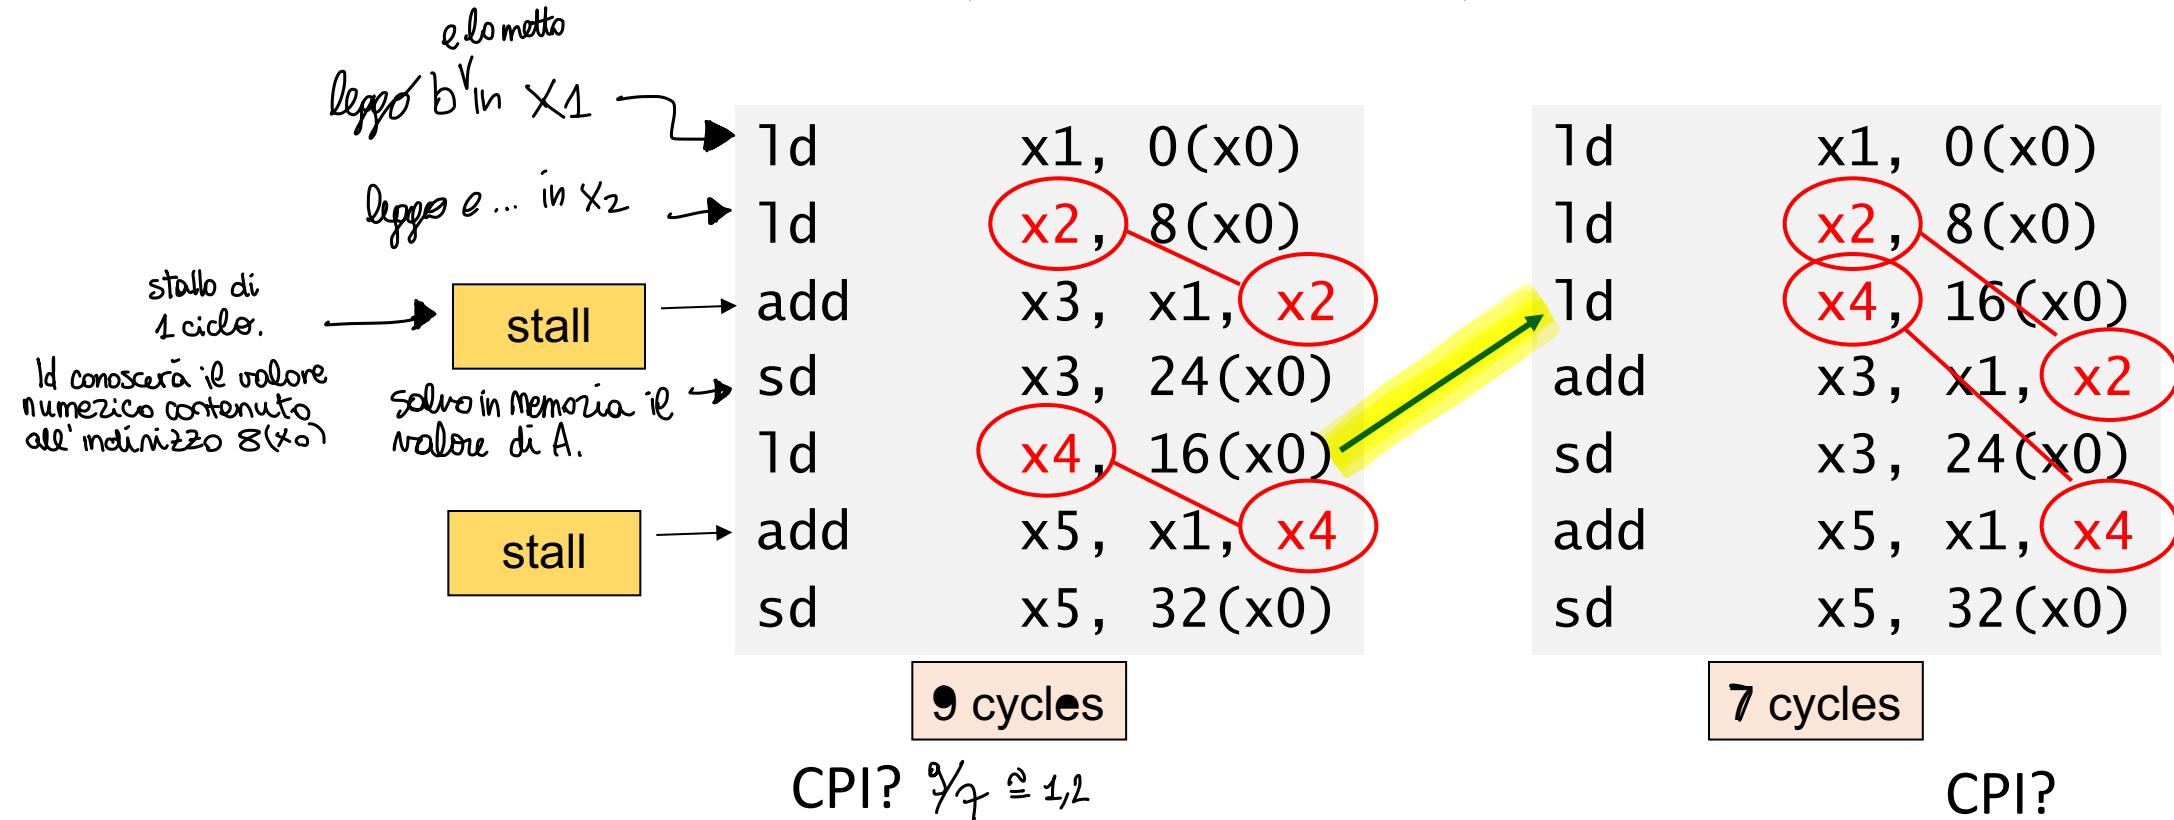 e lo metto
leggo b in x1
leggo e ... in x2
stallo di
1 ciclo.
ld conoscerà il valore
numerico contenuto
all'indirizzo 8(x0)
stall
salvo in memoria il
valore di A.
stall
ld x1, 0(x0)
ld x2, 8(x0)
add x3, x1, x2
sd x3, 24(x0)
ld x4, 16(x0)
add x5, x1, x4
sd x5, 32(x0)
9 cycles
CPI? 9/7 ≅ 1,2
ld x1, 0(x0)
ld x2, 8(x0)
ld x4, 16(x0)
add x3, x1, x2
sd x3, 24(x0)
add x5, x1, x4
sd x5, 32(x0)
7 cycles
CPI?